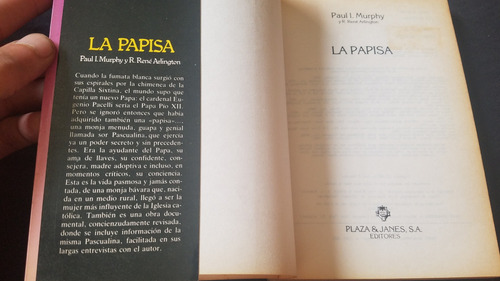 LA PAPISA
Paul I. Murphy y R. René Arlington
Cuando la fumata blanca surgió con
sus espirales por la chimenea de la
Capilla Sixtina, el mundo supo que
tenía un nuevo Papa: el cardenal Eu-
genio Pacelli sería el Papa Pío XII.
Pero se ignoró entonces que había
adquirido también una «papisa»...
una monja menuda, guapa y genial
llamada sor Pascualina, que ejerció
ya un poder secreto y sin preceden-
tes. Era la ayudante del Papa, su
ama de llaves, su confidente, con-
sejera, madre adoptiva e incluso, en
momentos críticos, su conciencia.
Esta es la vida pasmosa y jamás con-
tada, de una monja bávara que, naci-
da en un medio rural, llegó a ser la
mujer más influyente de la Iglesia ca-
tólica. También es una obra docu-
mental, concienzudamente revisada,
donde se incluye información de la
misma Pascualina, facilitada en sus
largas entrevistas con el autor.
Paul I. Murphy
y R. René Arlington
LA PAPISA
PLAZA & JANES, S.A.
EDITORES